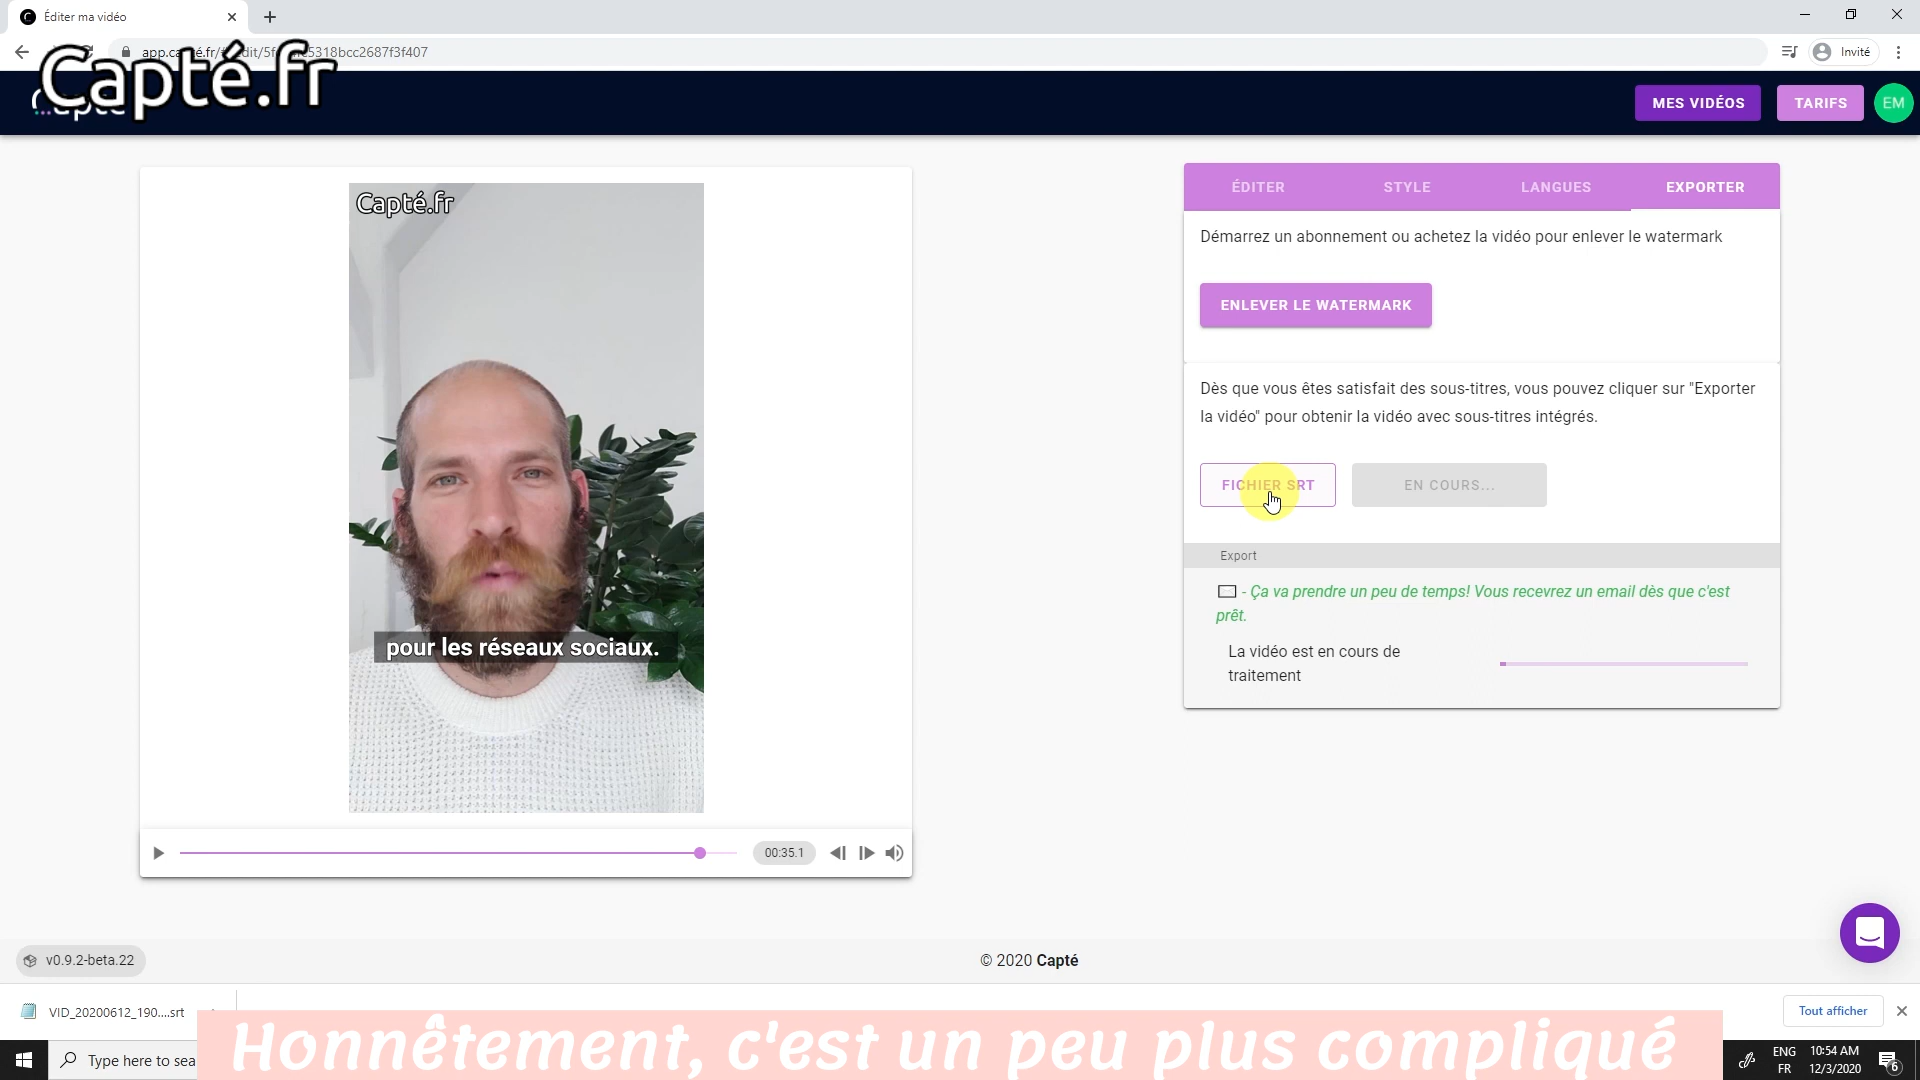 Éditer ma vidéo
Capté.fr
Invité
MES VIDÉOS
TARIFS
EM
Capté.fr
pour les réseaux sociaux.
00:35.1
ÉDITER
STYLE
LANGUES
EXPORTER
Démarrez un abonnement ou achetez la vidéo pour enlever le watermark
ENLEVER LE WATERMARK
Dès que vous êtes satisfait des sous-titres, vous pouvez cliquer sur "Exporter
la vidéo" pour obtenir la vidéo avec sous-titres intégrés.
FICHIER SRT
EN COURS...
Export
- Ça va prendre un peu de temps! Vous recevrez un email dès que c'est
prêt.
La vidéo est en cours de
traitement
v0.9.2-beta.22
© 2020 Capté
VID_20200612_190....srt
Tout afficher
Honnêtement, c'est un peu plus compliqué
Type here to sea
ENG
FR
10:54 AM
12/3/2020
6